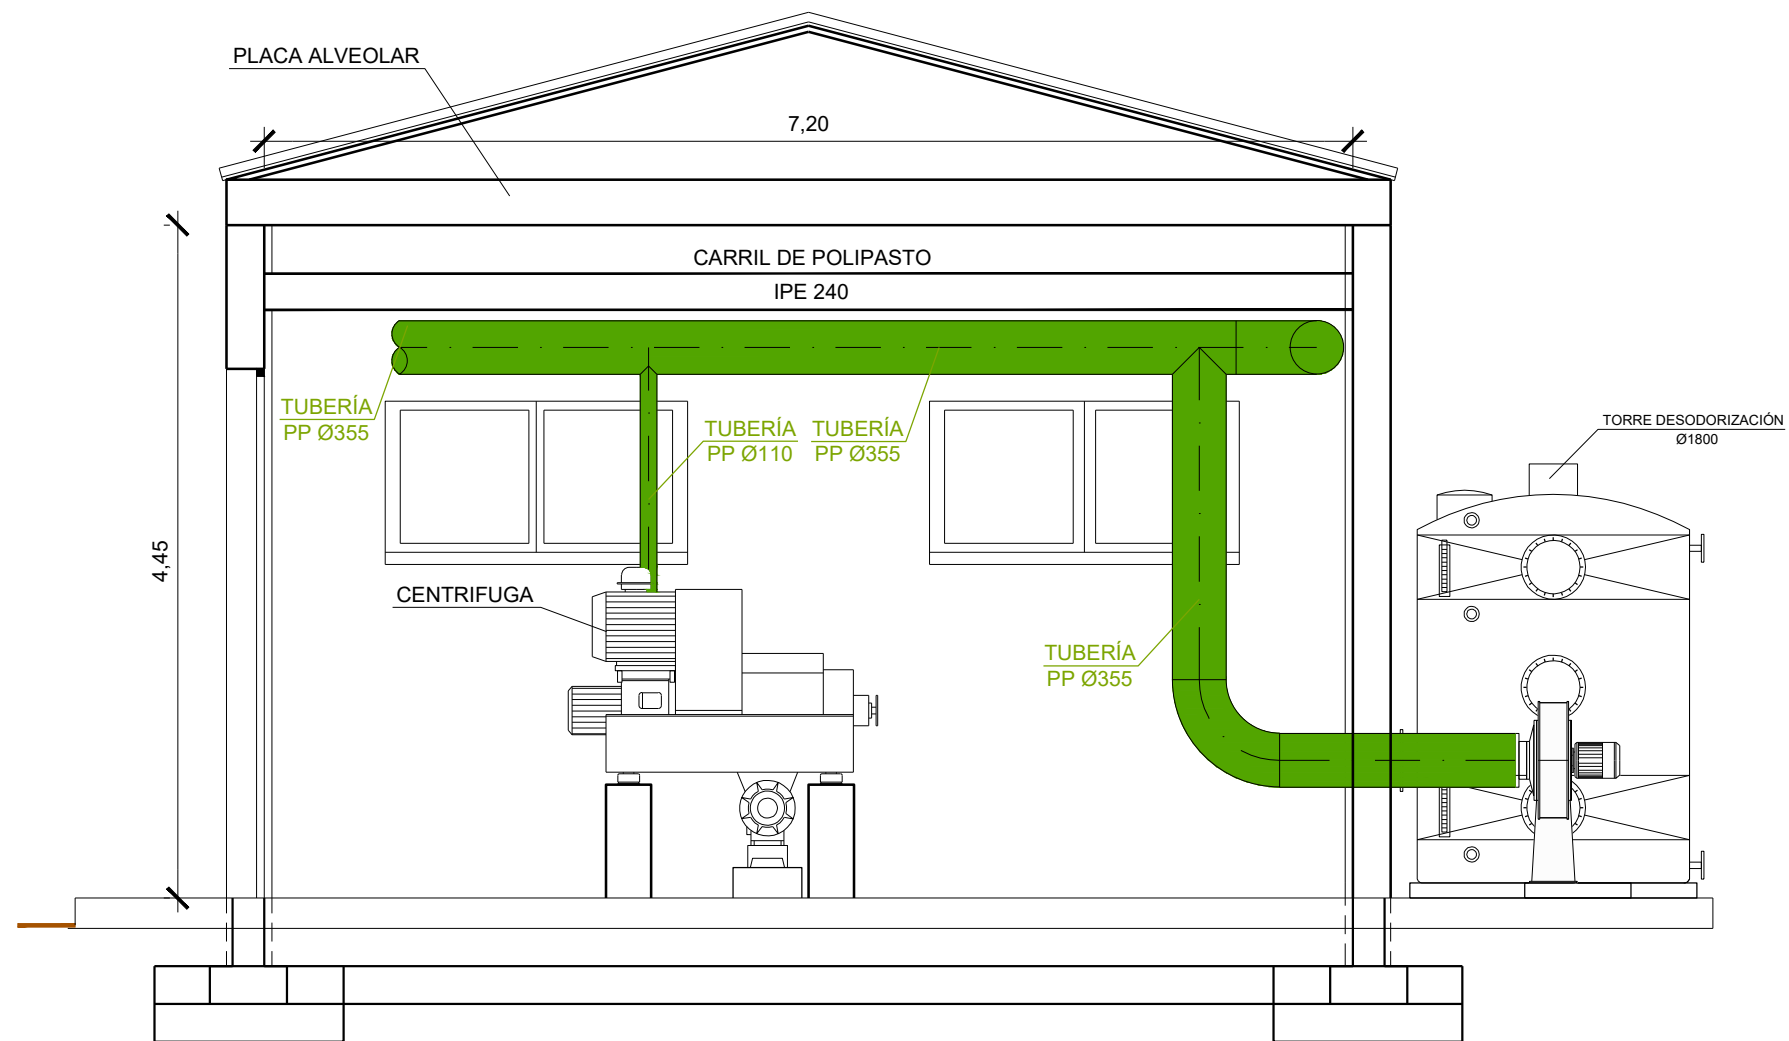 PLACA ALVEOLAR
7,20
CARRIL DE POLIPASTO
IPE 240
TUBERÍA
PP Ø355
TUBERÍA
PP Ø110
TUBERÍA
PP Ø355
TORRE DESODORIZACIÓN
Ø1800
4,45
CENTRIFUGA
TUBERÍA
PP Ø355